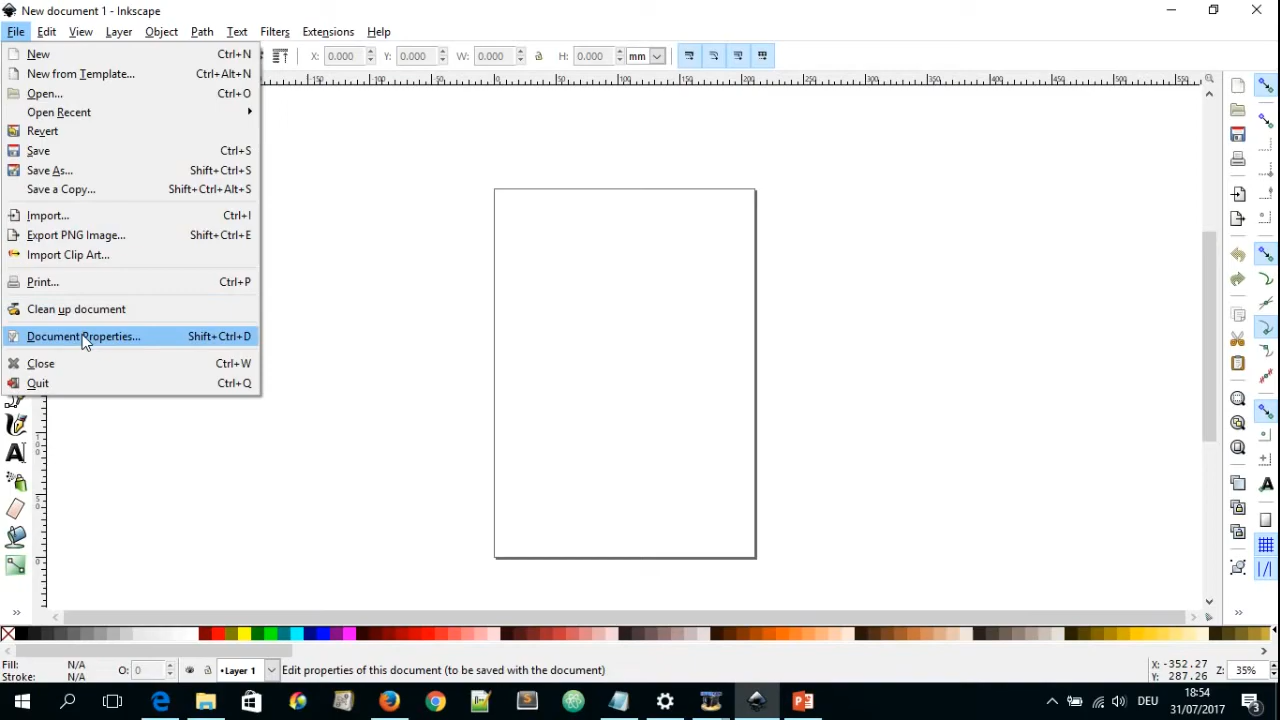 New document 1 - Inkscape
File Edit View Layer Object Path Text Filters Extensions Help
X: 0.000 Y: 0.000 W: 0.000 H: 0.000 mm
New Ctrl+N
New from Template... Ctrl+Alt+N
Open... Ctrl+O
Open Recent
Revert
Save Ctrl+S
Save As... Shift+Ctrl+S
Save a Copy... Shift+Ctrl+Alt+S
Import... Ctrl+I
Export PNG Image... Shift+Ctrl+E
Import Clip Art...
Print... Ctrl+P
Clean up document
Document Properties... Shift+Ctrl+D
Close Ctrl+W
Quit Ctrl+Q
Fill: N/A
Stroke: N/A
O: 0
Layer 1
Edit properties of this document (to be saved with the document)
X: -352.27
Y: 287.26
Z: 35%
DEU
18:54
31/07/2017